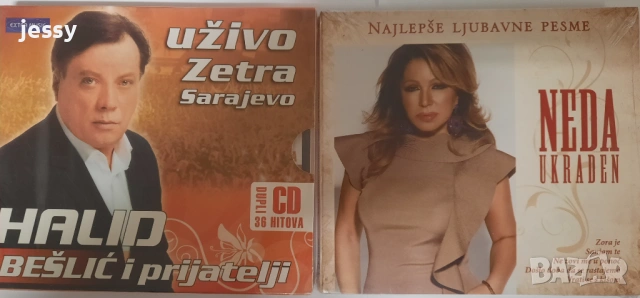 jessy
uživo
Zetra
Sarajevo
CD
DUPLI
36 HITOVA
HALID
BEŠLIĆ i prijatelji
NAJLEPŠE LJUBAVNE PESME
NEDA
UKRADEN
Zora je
BAZAR